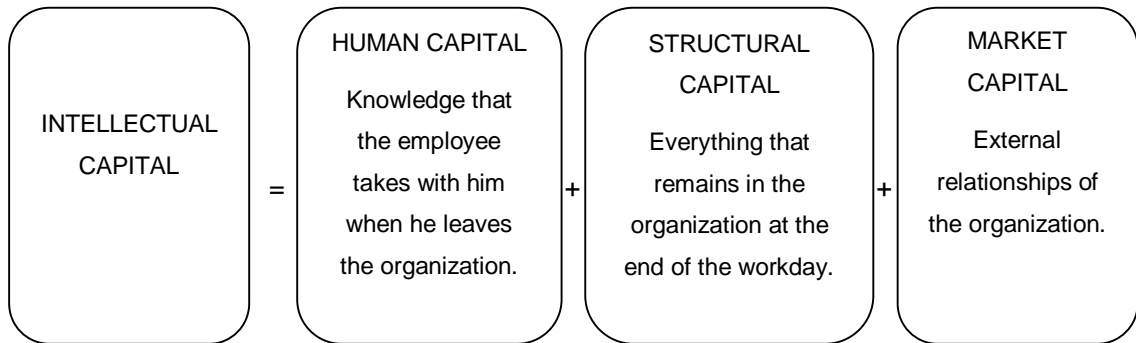 INTELLECTUAL
CAPITAL
=
HUMAN CAPITAL
Knowledge that
the employee
takes with him
when he leaves
the organization.
+
STRUCTURAL
CAPITAL
Everything that
remains in the
organization at the
end of the workday.
+
MARKET
CAPITAL
External
relationships of
the organization.